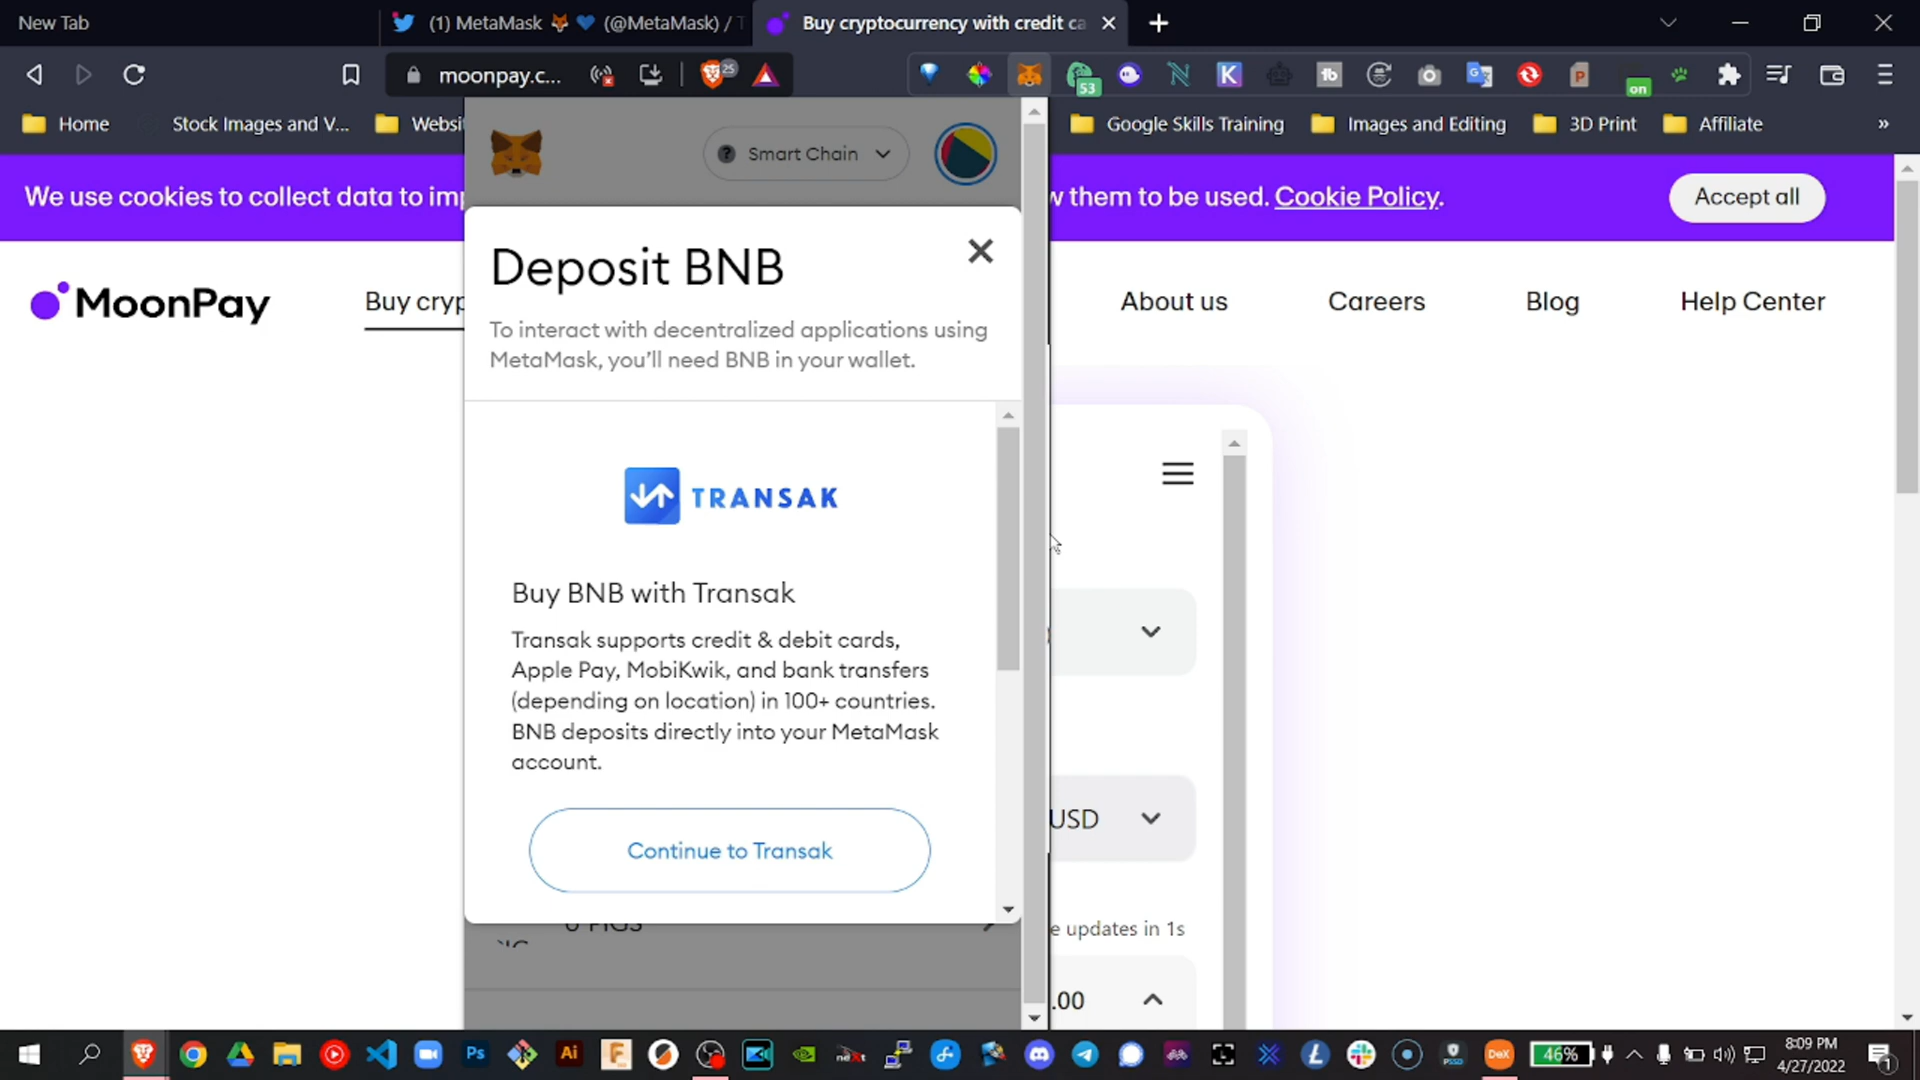 New Tab
(1) MetaMask 🦊 💙 (@MetaMask) / T
Buy cryptocurrency with credit ca
moonpay.c...
25
53
on
Home
Stock Images and V...
Websi
Google Skills Training
Images and Editing
3D Print
Affiliate
»
Smart Chain
We use cookies to collect data to im
w them to be used. Cookie Policy.
Accept all
MoonPay
Buy cryp
About us
Careers
Blog
Help Center
Deposit BNB
To interact with decentralized applications using
MetaMask, you’ll need BNB in your wallet.
TRANSAK
Buy BNB with Transak
Transak supports credit & debit cards,
Apple Pay, MobiKwik, and bank transfers
(depending on location) in 100+ countries.
BNB deposits directly into your MetaMask
account.
Continue to Transak
USD
e updates in 1s
.00
46%
8:09 PM
4/27/2022
1